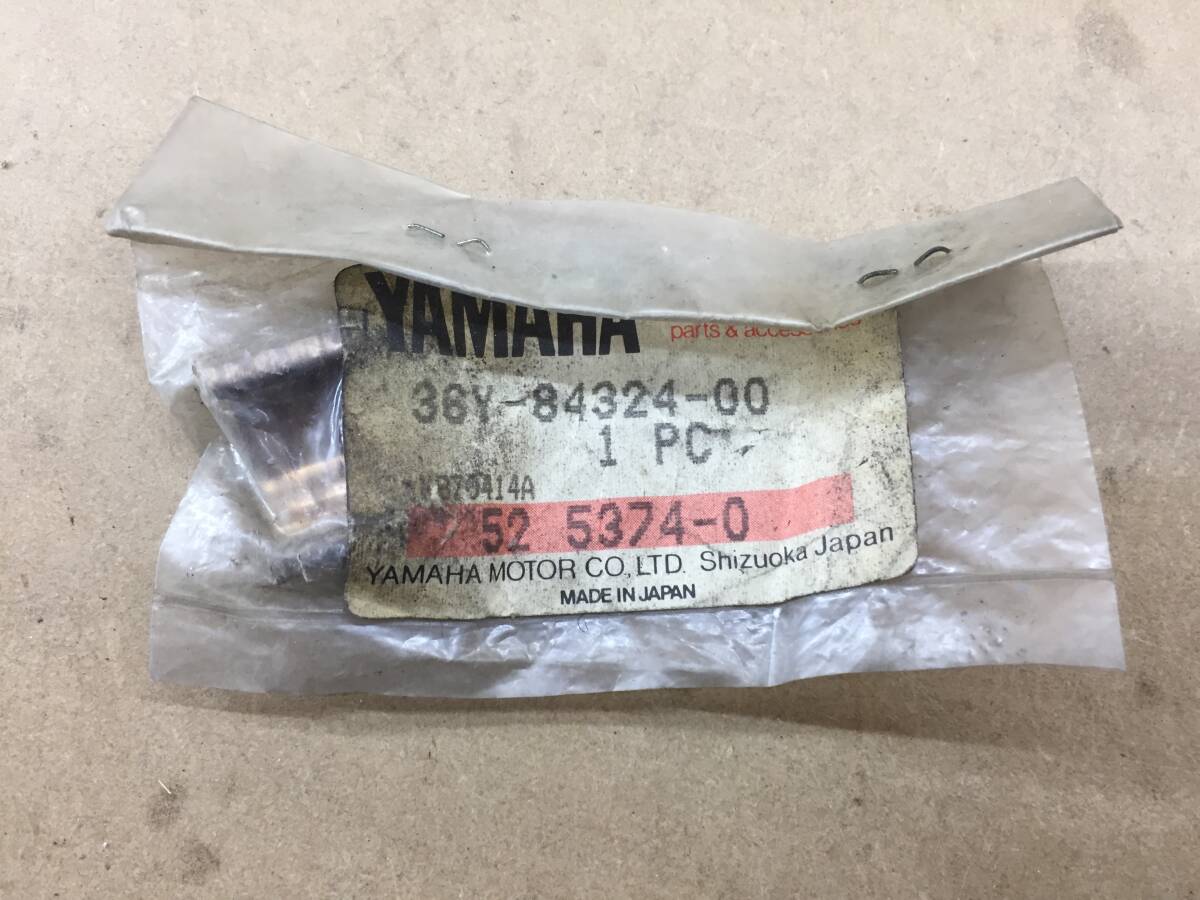 YAMAHA
parts & accessories
36Y-84324-00
1 PC
52 5374-0
YAMAHA MOTOR CO.,LTD. Shizuoka Japan
MADE IN JAPAN